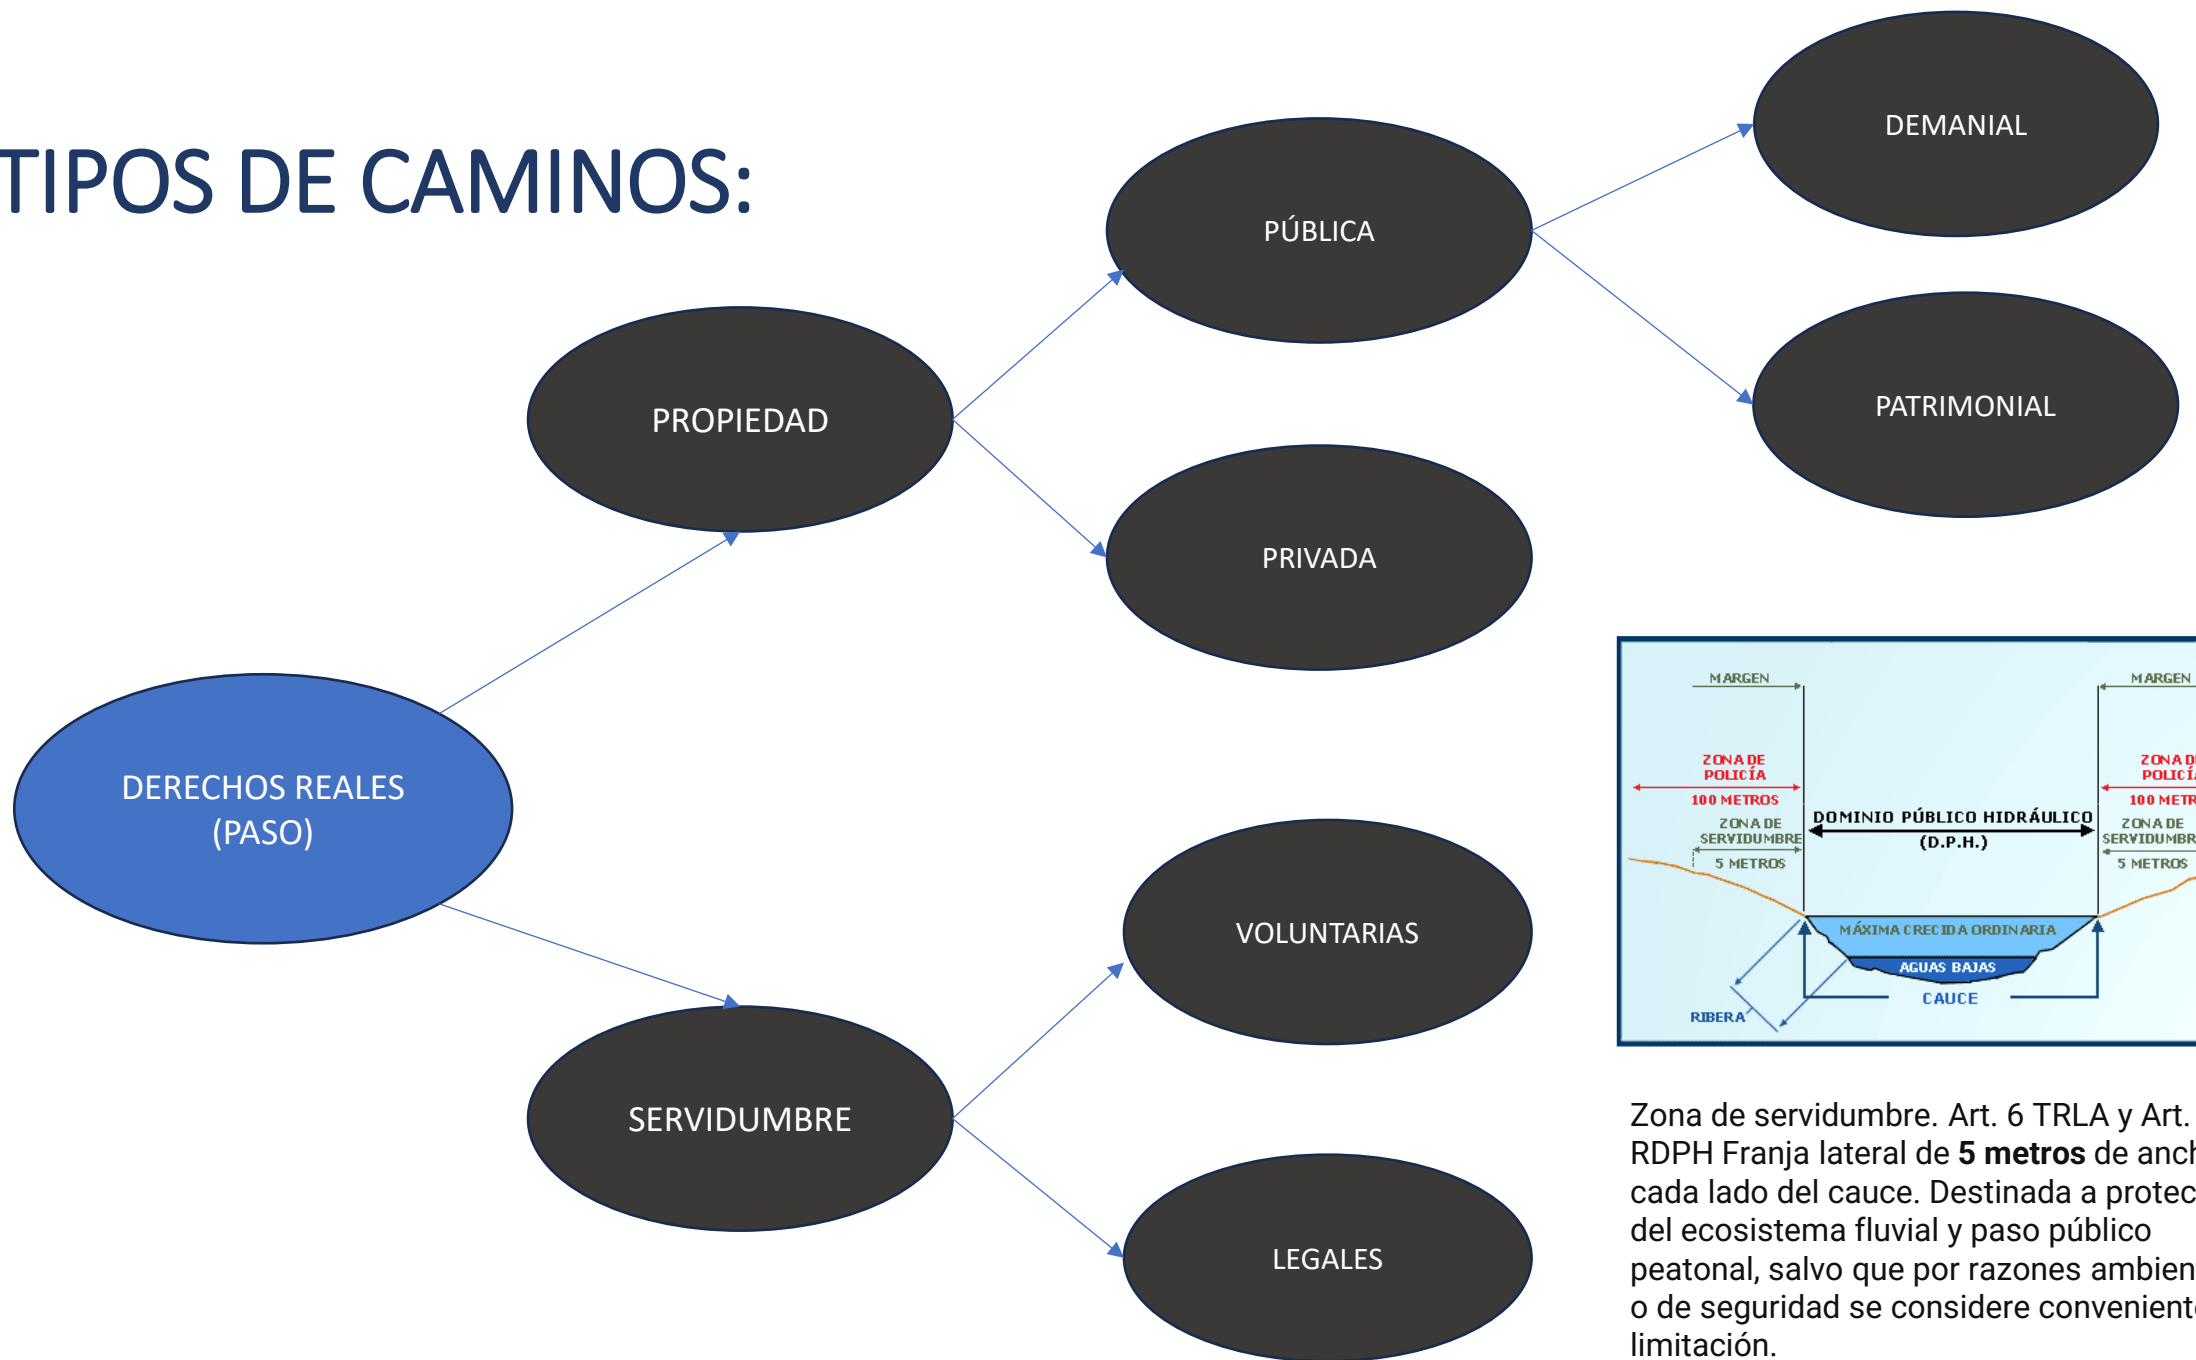 TIPOS DE CAMINOS:
DEMANIAL
PÚBLICA
PATRIMONIAL
PROPIEDAD
PRIVADA
DERECHOS REALES
(PASO)
VOLUNTARIAS
SERVIDUMBRE
LEGALES
MARGEN
MARGEN
ZONA DE
POLICÍA
100 METROS
ZONA
POLICÍA
100
DOMINIO PÚBLICO HIDRÁULICO
(D.P.H.)
ZONA DE
SERVIDUMBRE
5 METROS
ZONA DE
5 METROS
MÁXIMA CRECIDA ORDINARIA
AGUAS BAJAS
CAUCE
RIBERA
Zona de servidumbre. Art. 6 TRLA y Art.
RDPH Franja lateral de 5 metros de
cada lado del cauce. Destinada a
del ecosistema fluvial y paso público
peatonal, salvo que por razones
o de seguridad se considere
limitación.